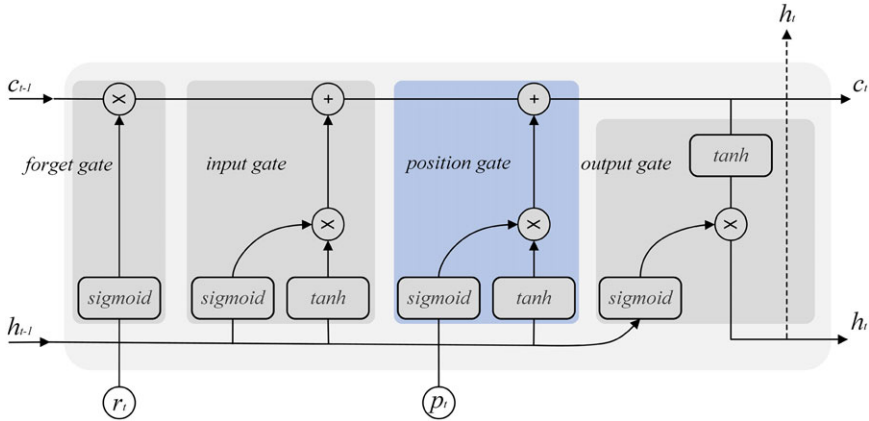 hₜ
cₜ₋₁
×
+
+
cₜ
forget gate
input gate
position gate
output gate
tanh
×
×
×
sigmoid
sigmoid
tanh
sigmoid
tanh
sigmoid
hₜ₋₁
hₜ
rₜ
pₜ